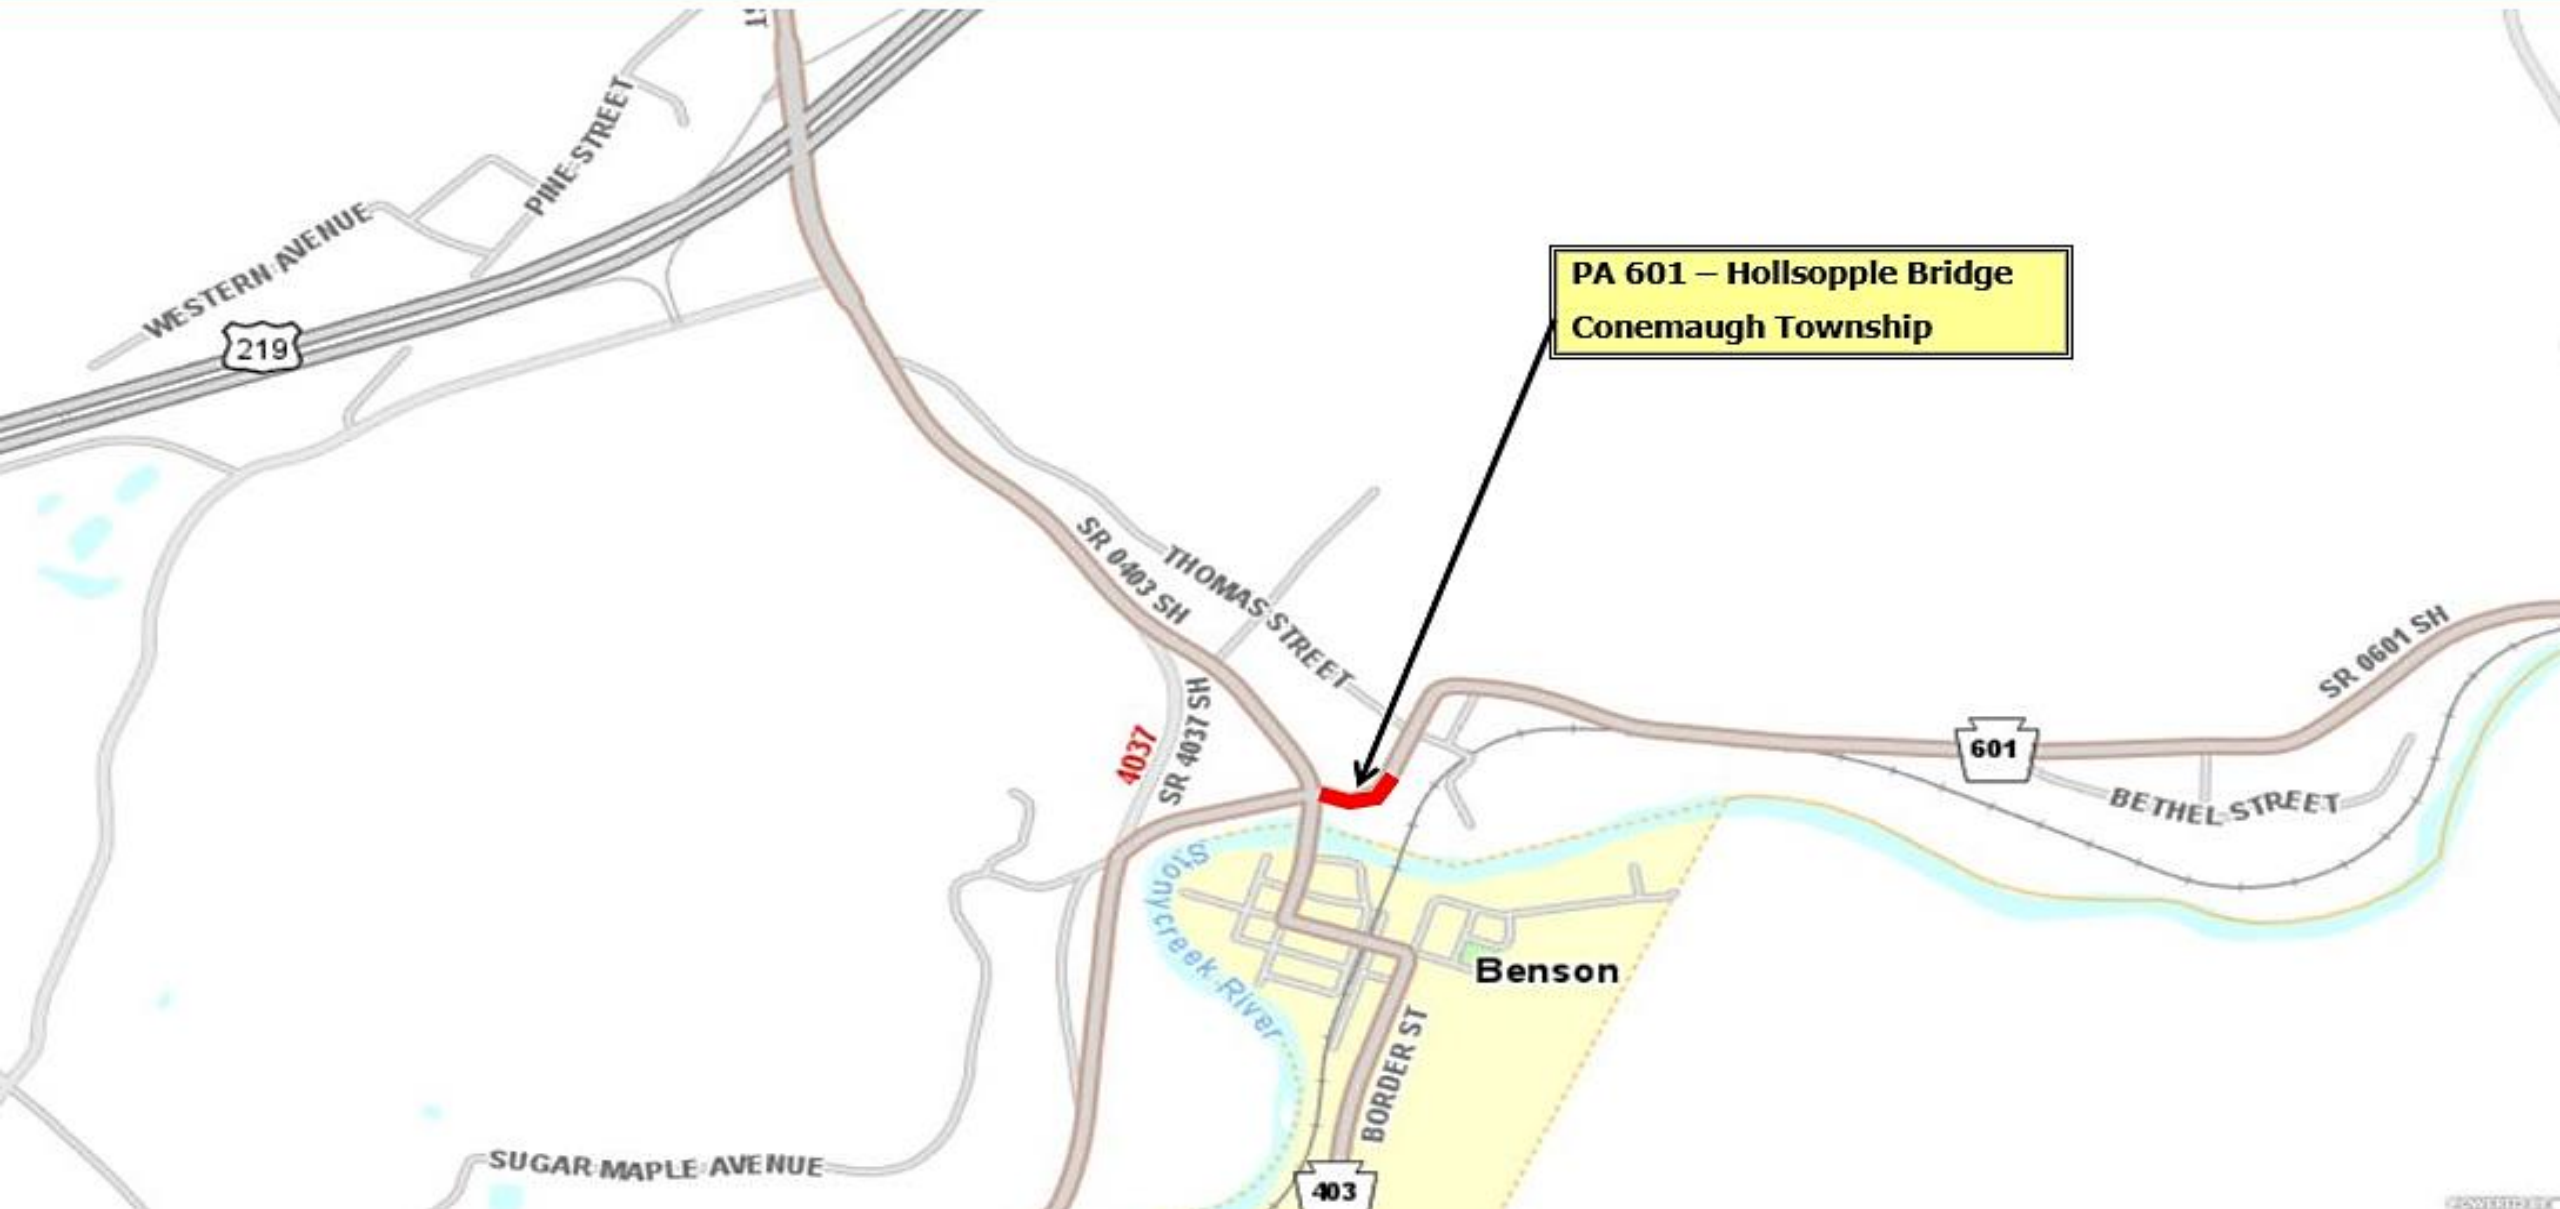 ST
PINE STREET
WESTERN AVENUE
219
PA 601 – Hollsopple Bridge
Conemaugh Township
SR 0403 SH
THOMAS STREET
SR 0601 SH
4037
SR 4037 SH
601
BETHEL STREET
Stonycreek River
Benson
BORDER ST
SUGAR MAPLE AVENUE
403